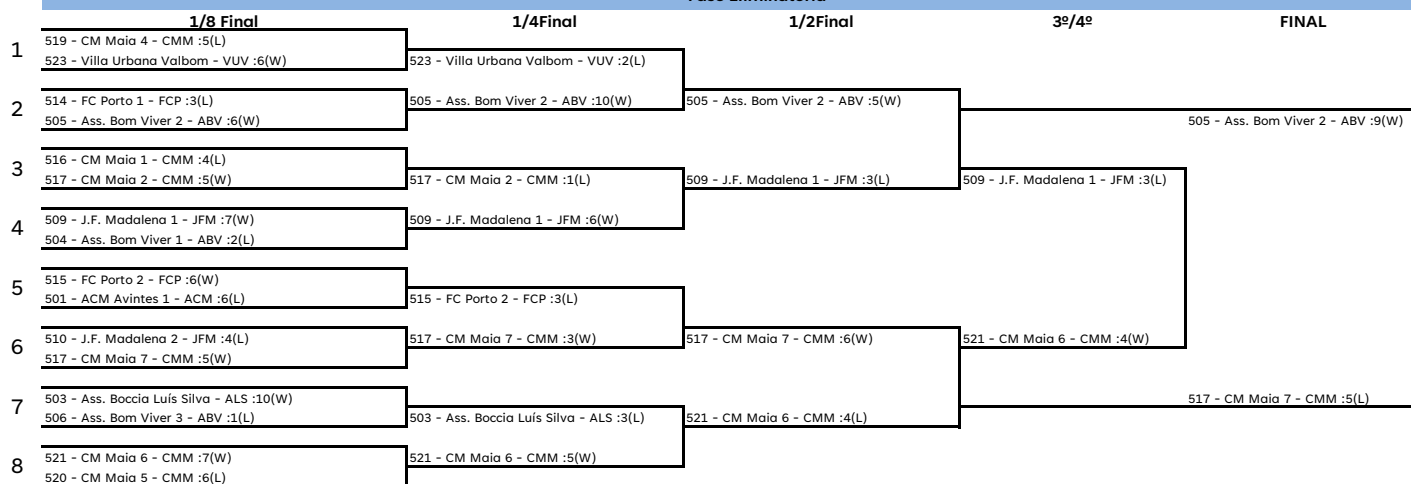 Fase Eliminatória
1/8 Final
1/4Final
1/2Final
3º/4º
FINAL
1
519 - CM Maia 4 - CMM :5(L)
523 - Villa Urbana Valbom - VUV :6(W)
523 - Villa Urbana Valbom - VUV :2(L)
2
514 - FC Porto 1 - FCP :3(L)
505 - Ass. Bom Viver 2 - ABV :6(W)
505 - Ass. Bom Viver 2 - ABV :10(W)
505 - Ass. Bom Viver 2 - ABV :5(W)
505 - Ass. Bom Viver 2 - ABV :9(W)
3
516 - CM Maia 1 - CMM :4(L)
517 - CM Maia 2 - CMM :5(W)
517 - CM Maia 2 - CMM :1(L)
509 - J.F. Madalena 1 - JFM :3(L)
509 - J.F. Madalena 1 - JFM :3(L)
4
509 - J.F. Madalena 1 - JFM :7(W)
504 - Ass. Bom Viver 1 - ABV :2(L)
509 - J.F. Madalena 1 - JFM :6(W)
5
515 - FC Porto 2 - FCP :6(W)
501 - ACM Avintes 1 - ACM :6(L)
515 - FC Porto 2 - FCP :3(L)
6
510 - J.F. Madalena 2 - JFM :4(L)
517 - CM Maia 7 - CMM :5(W)
517 - CM Maia 7 - CMM :3(W)
517 - CM Maia 7 - CMM :6(W)
521 - CM Maia 6 - CMM :4(W)
7
503 - Ass. Boccia Luís Silva - ALS :10(W)
506 - Ass. Bom Viver 3 - ABV :1(L)
503 - Ass. Boccia Luís Silva - ALS :3(L)
521 - CM Maia 6 - CMM :4(L)
517 - CM Maia 7 - CMM :5(L)
8
521 - CM Maia 6 - CMM :7(W)
520 - CM Maia 5 - CMM :6(L)
521 - CM Maia 6 - CMM :5(W)